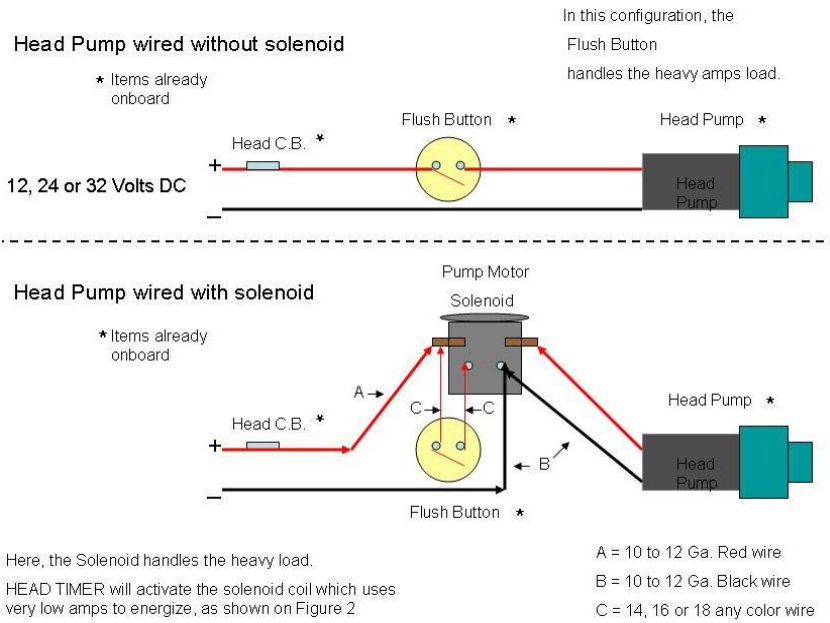 In this configuration, the
Flush Button
handles the heavy amps load.
Head Pump wired without solenoid
* Items already
onboard
Flush Button *
Head Pump *
Head C.B. *
+
12, 24 or 32 Volts DC
Head
Pump
–
Pump Motor
Solenoid
Head Pump wired with solenoid
* Items already
onboard
A
C
C
Head C.B. *
Head Pump *
+
B
Head
Pump
–
Flush Button *
Here, the Solenoid handles the heavy load.
HEAD TIMER will activate the solenoid coil which uses
very low amps to energize, as shown on Figure 2
A = 10 to 12 Ga. Red wire
B = 10 to 12 Ga. Black wire
C = 14, 16 or 18 any color wire